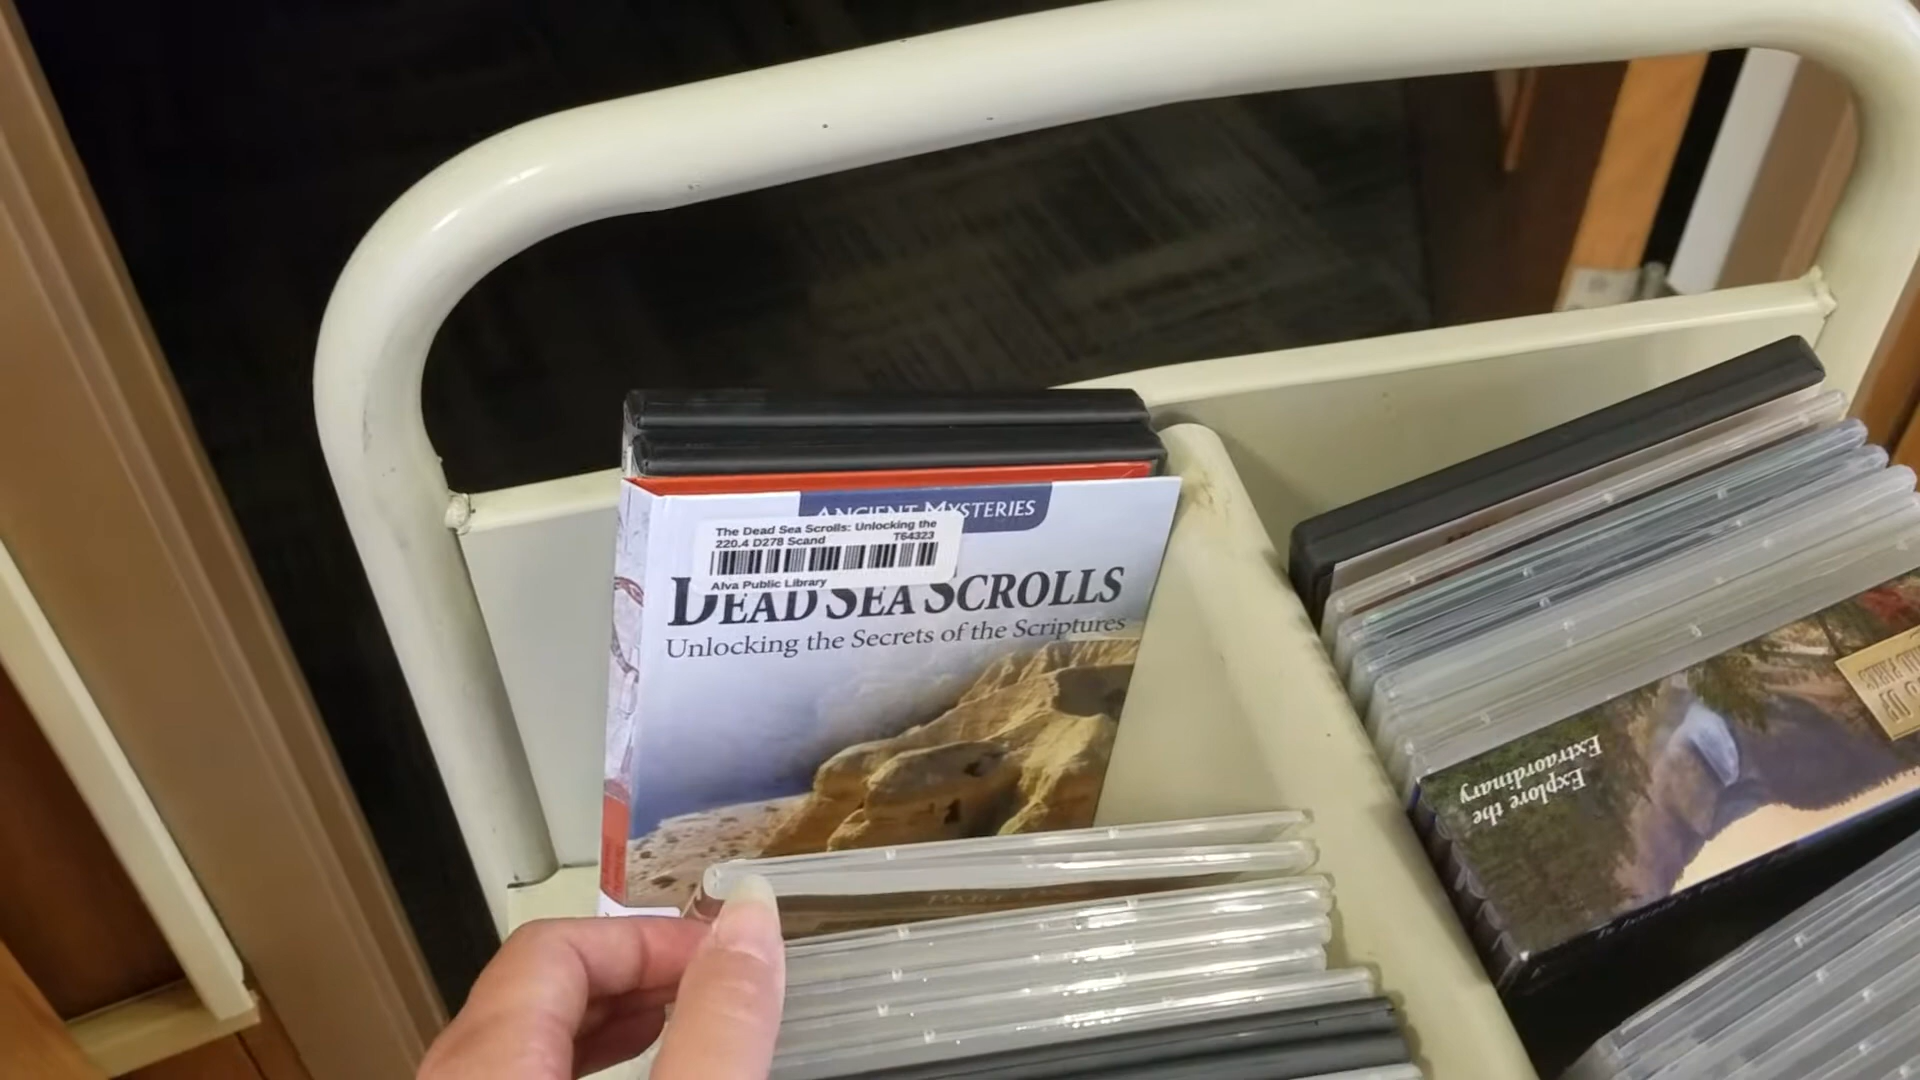 ANCIENT MYSTERIES
The Dead Sea Scrolls: Unlocking the
220.4 D278 Scand T64323
Alva Public Library
DEAD SEA SCROLLS
Unlocking the Secrets of the Scriptures
Explore the
Extraordinary